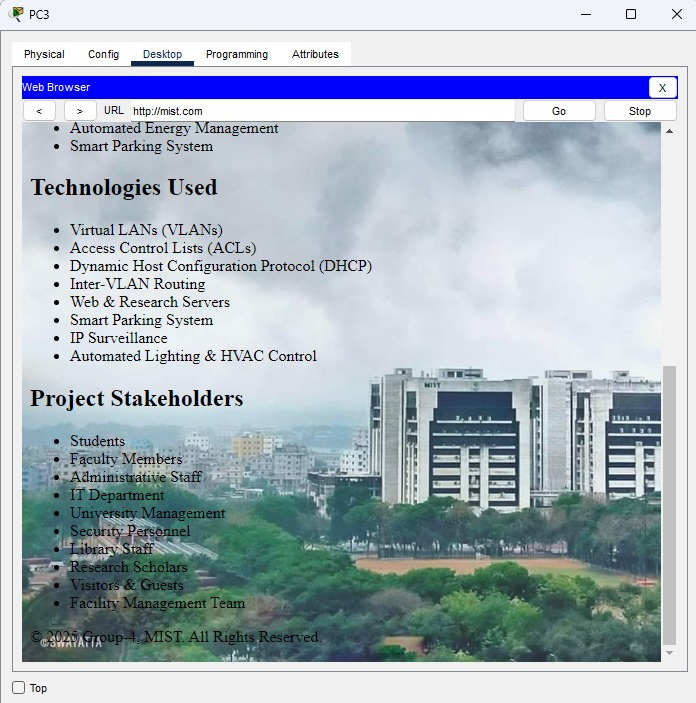 PC3
Physical Config Desktop Programming Attributes
Web Browser X
< > URL http://mist.com Go Stop
Automated Energy Management
Smart Parking System
Technologies Used
Virtual LANs (VLANs)
Access Control Lists (ACLs)
Dynamic Host Configuration Protocol (DHCP)
Inter-VLAN Routing
Web & Research Servers
Smart Parking System
IP Surveillance
Automated Lighting & HVAC Control
MIST
Project Stakeholders
Students
Faculty Members
Administrative Staff
IT Department
University Management
Security Personnel
Library Staff
Research Scholars
Visitors & Guests
Facility Management Team
© 2025 Group-4, MIST. All Rights Reserved.
©SWAYATTA
Top